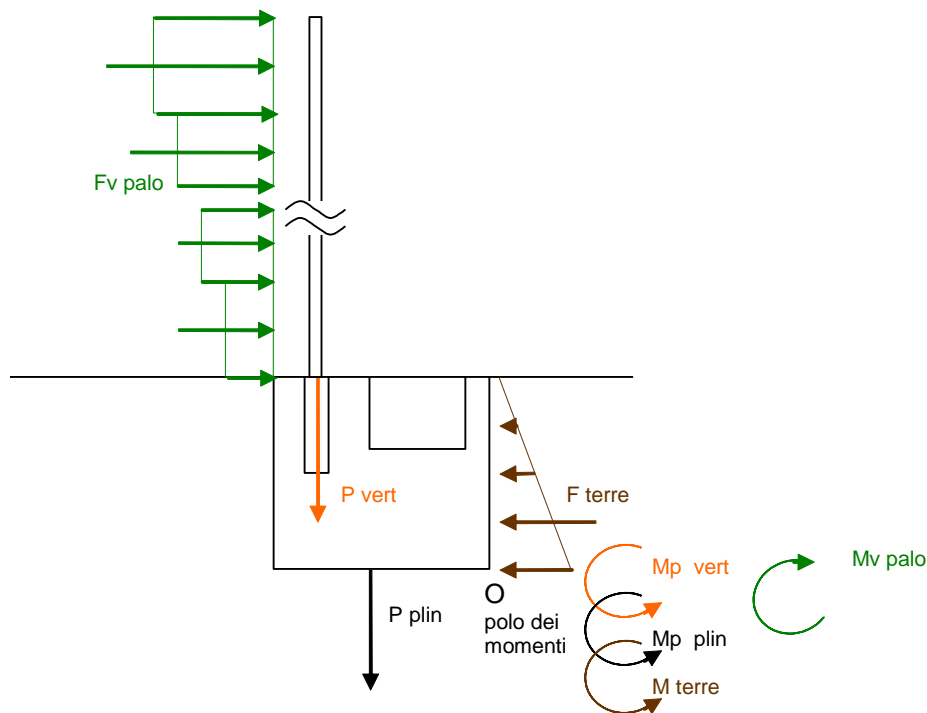 Fv palo
P vert
F terre
Mp vert
Mv palo
O
P plin
polo dei
momenti
Mp plin
M terre